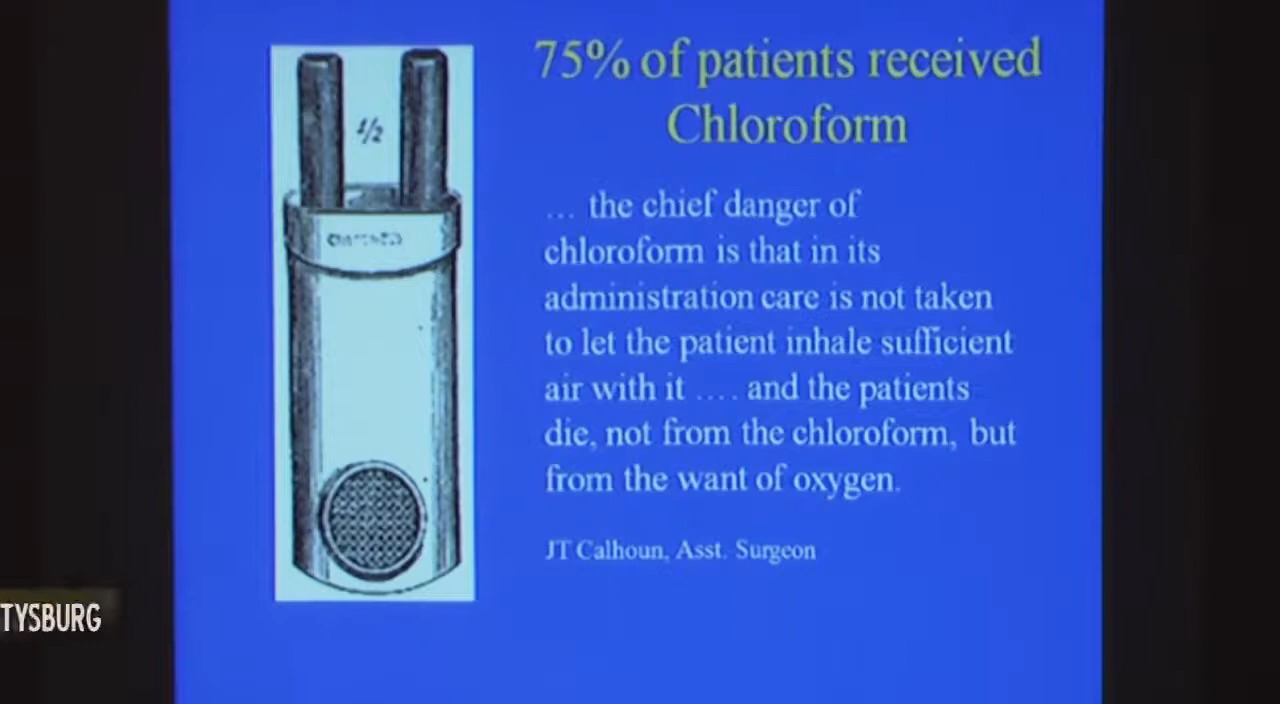 75% of patients received
Chloroform
1/2
... the chief danger of
chloroform is that in its
administration care is not taken
to let the patient inhale sufficient
air with it .... and the patients
die, not from the chloroform, but
from the want of oxygen.
JT Calhoun, Asst. Surgeon
TYSBURG